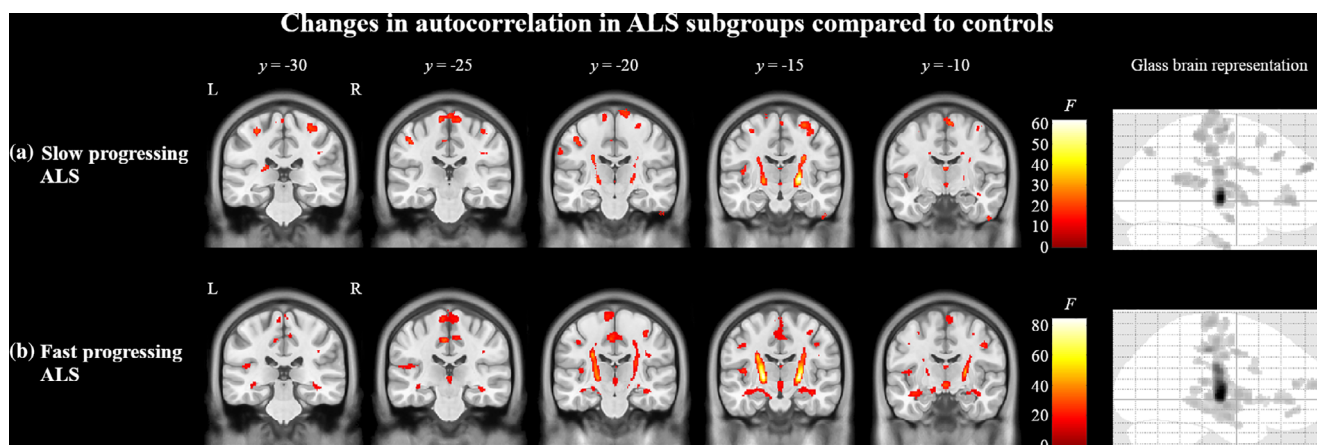 Changes in autocorrelation in ALS subgroups compared to controls
y = -30 y = -25 y = -20 y = -15 y = -10 Glass brain representation
L R F
(a) Slow progressing
ALS
60
50
40
30
20
10
0
L R F
(b) Fast progressing
ALS
80
60
40
20
0